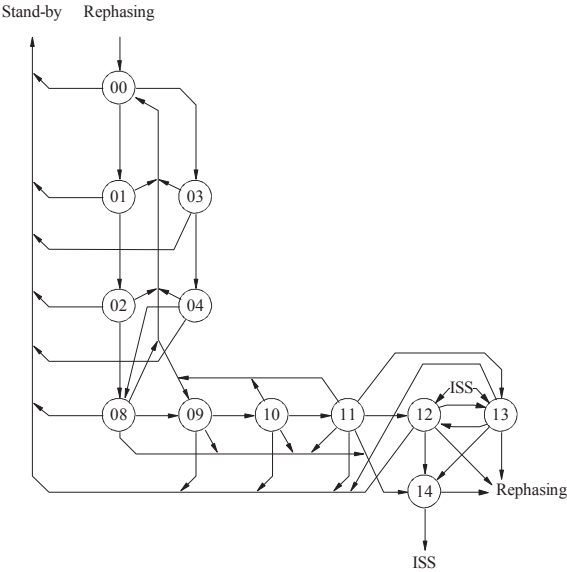 Stand-by Rephasing
00
01 03
02 04
ISS
08 09 10 11 12 13
14 Rephasing
ISS